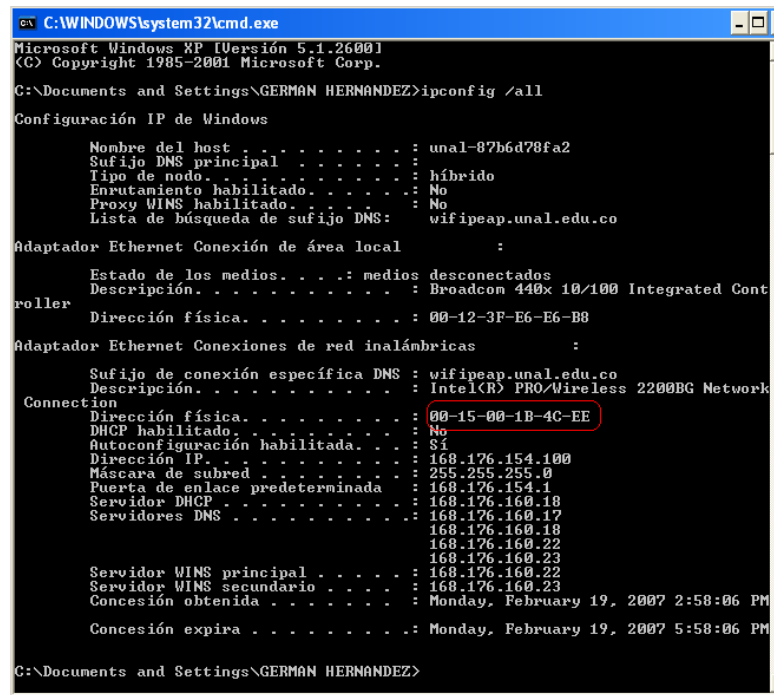 C:\WINDOWS\system32\cmd.exe
Microsoft Windows XP [Versión 5.1.2600]
(C) Copyright 1985-2001 Microsoft Corp.
C:\Documents and Settings\GERMAN HERNANDEZ>ipconfig /all
Configuración IP de Windows
Nombre del host . . . . . . . . . : unal-87b6d78fa2
Sufijo DNS principal . . . . . . :
Tipo de nodo. . . . . . . . . . . : híbrido
Enrutamiento habilitado. . . . . .: No
Proxy WINS habilitado. . . . . : No
Lista de búsqueda de sufijo DNS: wifipeap.unal.edu.co
Adaptador Ethernet Conexión de área local :
Estado de los medios. . . .: medios desconectados
Descripción. . . . . . . . . . . : Broadcom 440x 10/100 Integrated Cont
roller
Dirección física. . . . . . . . . : 00-12-3F-E6-E6-B8
Adaptador Ethernet Conexiones de red inalámbricas :
Sufijo de conexión específica DNS : wifipeap.unal.edu.co
Descripción. . . . . . . . . . . : Intel(R) PRO/Wireless 2200BG Network
Connection
Dirección física. . . . . . . . . : 00-15-00-1B-4C-EE
DHCP habilitado. . . . . . . . . : No
Autoconfiguración habilitada. . . : Sí
Dirección IP. . . . . . . . . . . : 168.176.154.100
Máscara de subred . . . . . . . . : 255.255.255.0
Puerta de enlace predeterminada : 168.176.154.1
Servidor DHCP . . . . . . . . . . : 168.176.160.18
Servidores DNS . . . . . . . . . .: 168.176.160.17
168.176.160.18
168.176.160.22
168.176.160.23
Servidor WINS principal . . . . . : 168.176.160.22
Servidor WINS secundario . . . . : 168.176.160.23
Concesión obtenida . . . . . . . : Monday, February 19, 2007 2:58:06 PM
Concesión expira . . . . . . . . .: Monday, February 19, 2007 5:58:06 PM
C:\Documents and Settings\GERMAN HERNANDEZ>